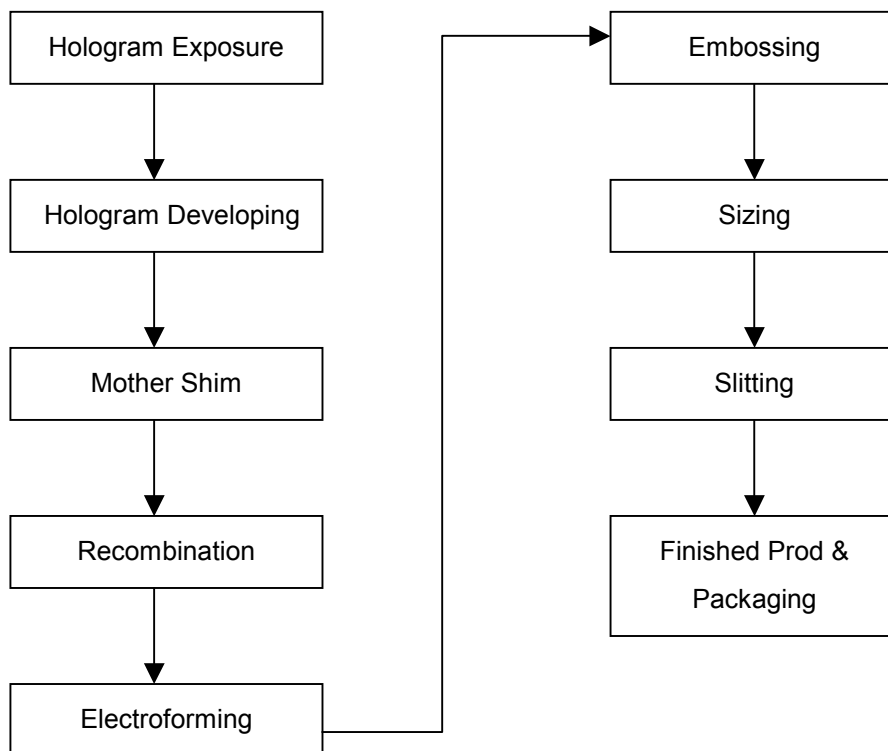 Hologram Exposure
Hologram Developing
Mother Shim
Recombination
Electroforming
Embossing
Sizing
Slitting
Finished Prod &
Packaging